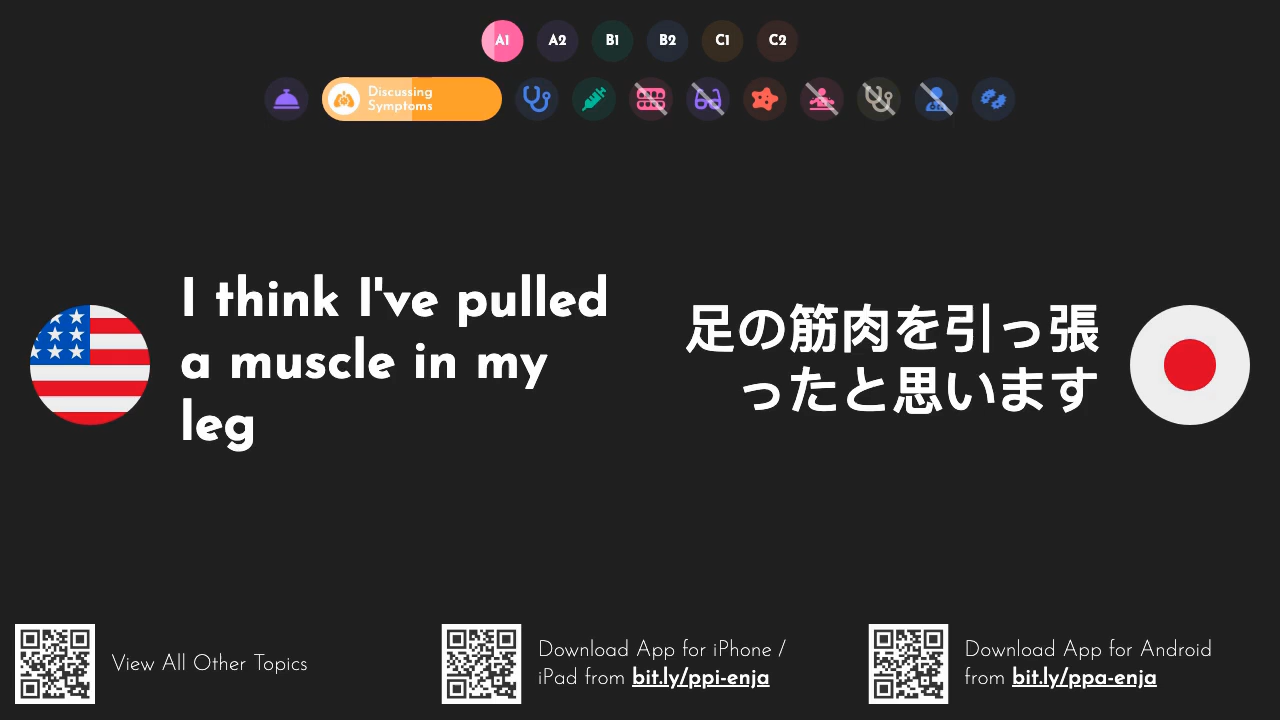 A1 A2 B1 B2 C1 C2
Discussing
Symptoms
I think I've pulled
a muscle in my
leg
足の筋肉を引っ張
ったと思います
View All Other Topics
Download App for iPhone /
iPad from bit.ly/ppi-enja
Download App for Android
from bit.ly/ppa-enja